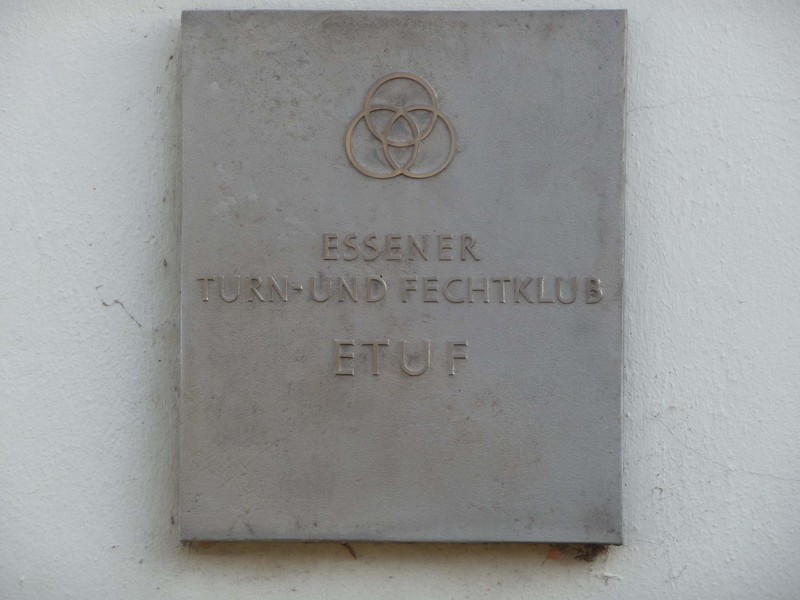 ESSENER
TURN-UND FECHTKLUB
ETUF